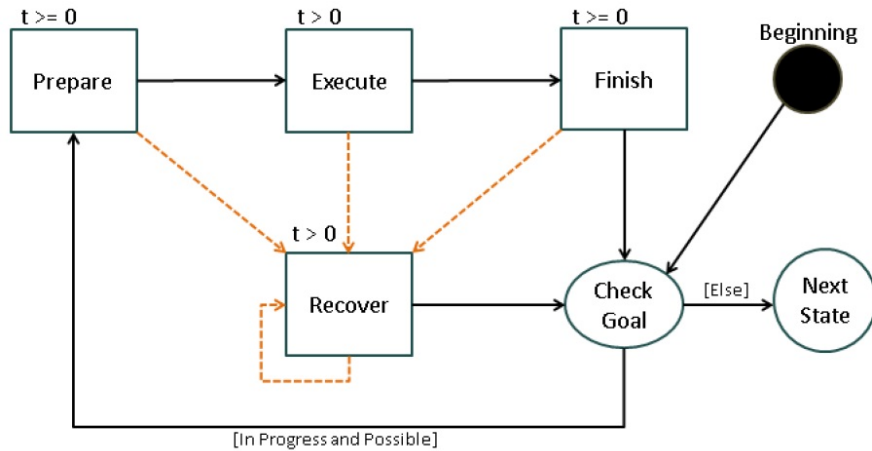 t >= 0
t > 0
t >= 0
Beginning
Prepare
Execute
Finish
t > 0
Recover
Check
Goal
[Else]
Next
State
[In Progress and Possible]